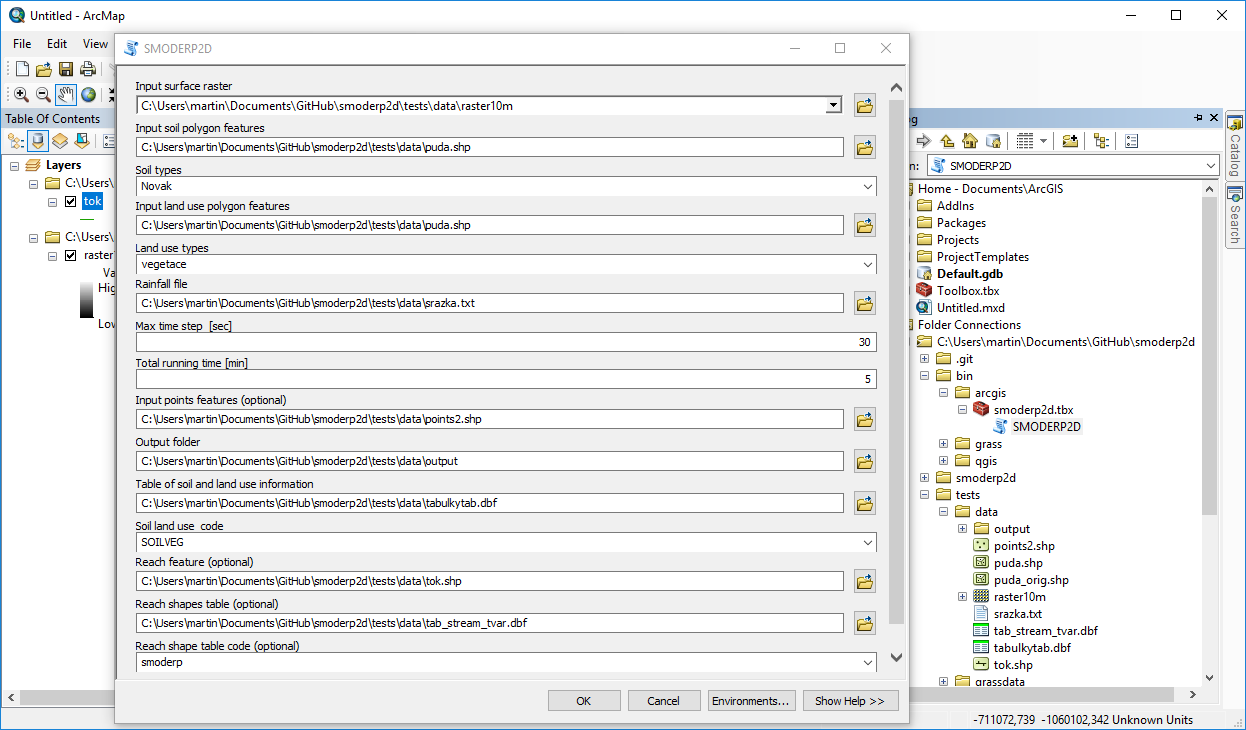 Untitled - ArcMap
File Edit View
Table Of Contents
Layers
C:\Users\
tok
C:\Users\
raster
Va
Hig
Lov
SMODERP2D
Input surface raster
C:\Users\martin\Documents\GitHub\smoderp2d\tests\data\raster10m
Input soil polygon features
C:\Users\martin\Documents\GitHub\smoderp2d\tests\data\puda.shp
Soil types
Novak
Input land use polygon features
C:\Users\martin\Documents\GitHub\smoderp2d\tests\data\puda.shp
Land use types
vegetace
Rainfall file
C:\Users\martin\Documents\GitHub\smoderp2d\tests\data\srazka.txt
Max time step [sec]
30
Total running time [min]
5
Input points features (optional)
C:\Users\martin\Documents\GitHub\smoderp2d\tests\data\points2.shp
Output folder
C:\Users\martin\Documents\GitHub\smoderp2d\tests\data\output
Table of soil and land use information
C:\Users\martin\Documents\GitHub\smoderp2d\tests\data\tabulkytab.dbf
Soil land use code
SOILVEG
Reach feature (optional)
C:\Users\martin\Documents\GitHub\smoderp2d\tests\data\tok.shp
Reach shapes table (optional)
C:\Users\martin\Documents\GitHub\smoderp2d\tests\data\tab_stream_tvar.dbf
Reach shape table code (optional)
smoderp
OK Cancel Environments... Show Help >>
og
n: SMODERP2D
Home - Documents\ArcGIS
AddIns
Packages
Projects
ProjectTemplates
Default.gdb
Toolbox.tbx
Untitled.mxd
Folder Connections
C:\Users\martin\Documents\GitHub\smoderp2d
.git
bin
arcgis
smoderp2d.tbx
SMODERP2D
grass
qgis
smoderp2d
tests
data
output
points2.shp
puda.shp
puda_orig.shp
raster10m
srazka.txt
tab_stream_tvar.dbf
tabulkytab.dbf
tok.shp
grassdata
Catalog
Search
-711072,739 -1060102,342 Unknown Units